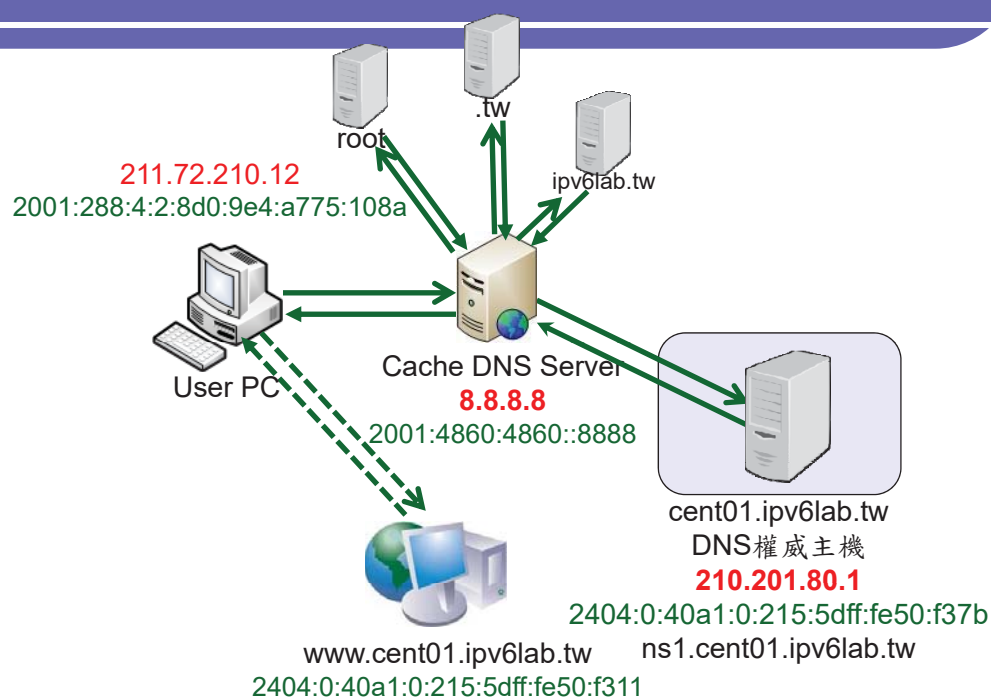 root
.tw
ipv6lab.tw
211.72.210.12
2001:288:4:2:8d0:9e4:a775:108a
User PC
Cache DNS Server
8.8.8.8
2001:4860:4860::8888
cent01.ipv6lab.tw
DNS權威主機
210.201.80.1
2404:0:40a1:0:215:5dff:fe50:f37b
ns1.cent01.ipv6lab.tw
www.cent01.ipv6lab.tw
2404:0:40a1:0:215:5dff:fe50:f311